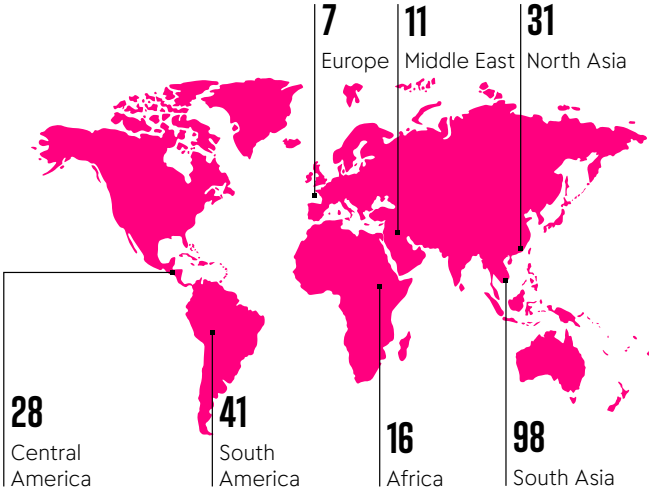 7
Europe
11
Middle East
31
North Asia
28
Central
America
41
South
America
16
Africa
98
South Asia